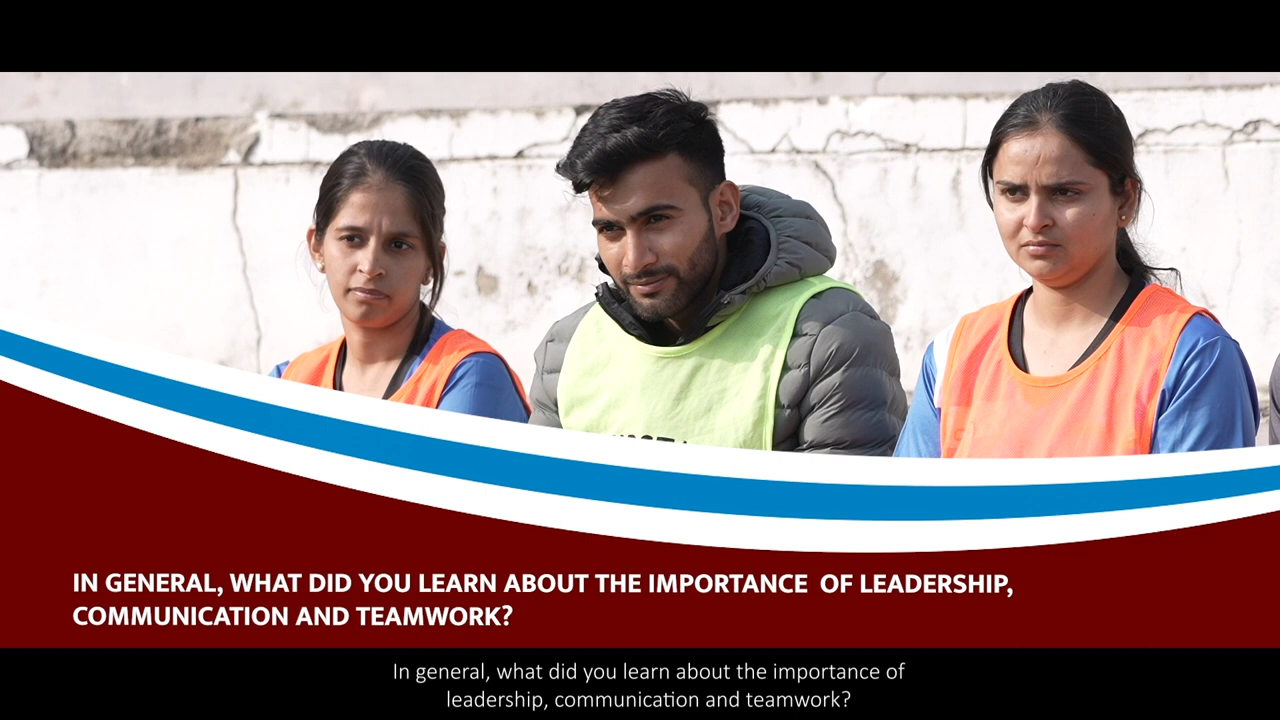 IN GENERAL, WHAT DID YOU LEARN ABOUT THE IMPORTANCE  OF LEADERSHIP,
COMMUNICATION AND TEAMWORK?
In general, what did you learn about the importance of
leadership, communication and teamwork?